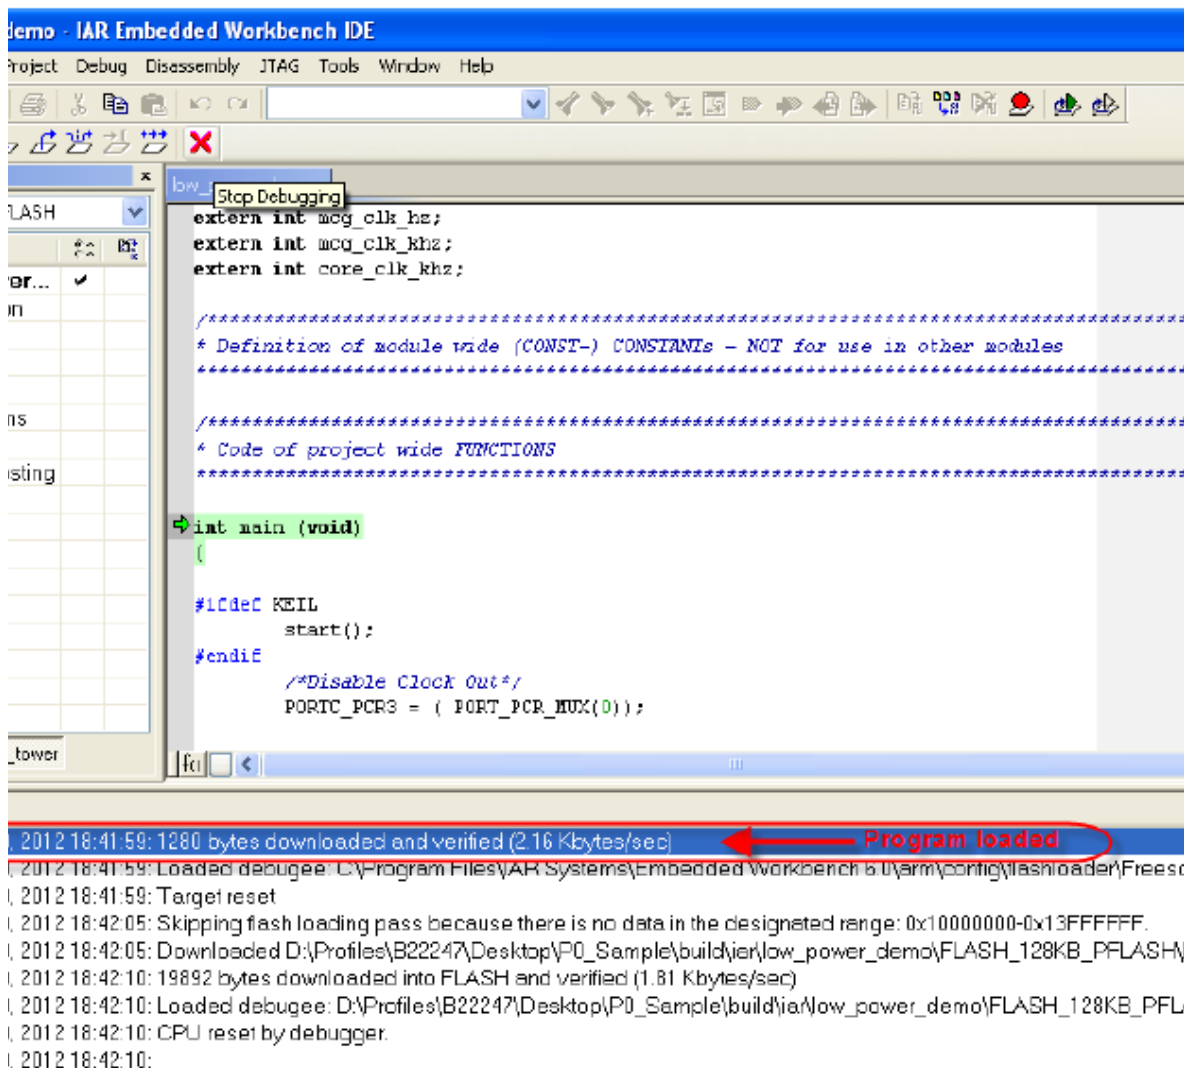 demo - IAR Embedded Workbench IDE
Project Debug Disassembly JTAG Tools Window Help
Stop Debugging
FLASH
extern int mcg_clk_hz;
extern int mcg_clk_khz;
er...
extern int core_clk_khz;
on
/***************************************************************************************
* Definition of module wide (CONST-) CONSTANTs - NOT for use in other modules
****************************************************************************************
ns
/***************************************************************************************
* Code of project wide FUNCTIONS
sting
****************************************************************************************
int main (void)
{
#ifdef KEIL
start();
#endif
/*Disable Clock Out*/
PORTC_PCR3 = ( PORT_PCR_MUX(0));
_tower
, 2012 18:41:59: 1280 bytes downloaded and verified (2.16 Kbytes/sec)
Program loaded
, 2012 18:41:59: Loaded debugee: C:\Program Files\IAR Systems\Embedded Workbench 6.0\arm\config\flashloader\Freesc
, 2012 18:41:59: Target reset
, 2012 18:42:05: Skipping flash loading pass because there is no data in the designated range: 0x10000000-0x13FFFFFF.
, 2012 18:42:05: Downloaded D:\Profiles\B22247\Desktop\P0_Sample\build\iar\low_power_demo\FLASH_128KB_PFLASH\
, 2012 18:42:10: 19892 bytes downloaded into FLASH and verified (1.81 Kbytes/sec)
, 2012 18:42:10: Loaded debugee: D:\Profiles\B22247\Desktop\P0_Sample\build\iar\low_power_demo\FLASH_128KB_PFLA
, 2012 18:42:10: CPU reset by debugger.
, 2012 18:42:10: